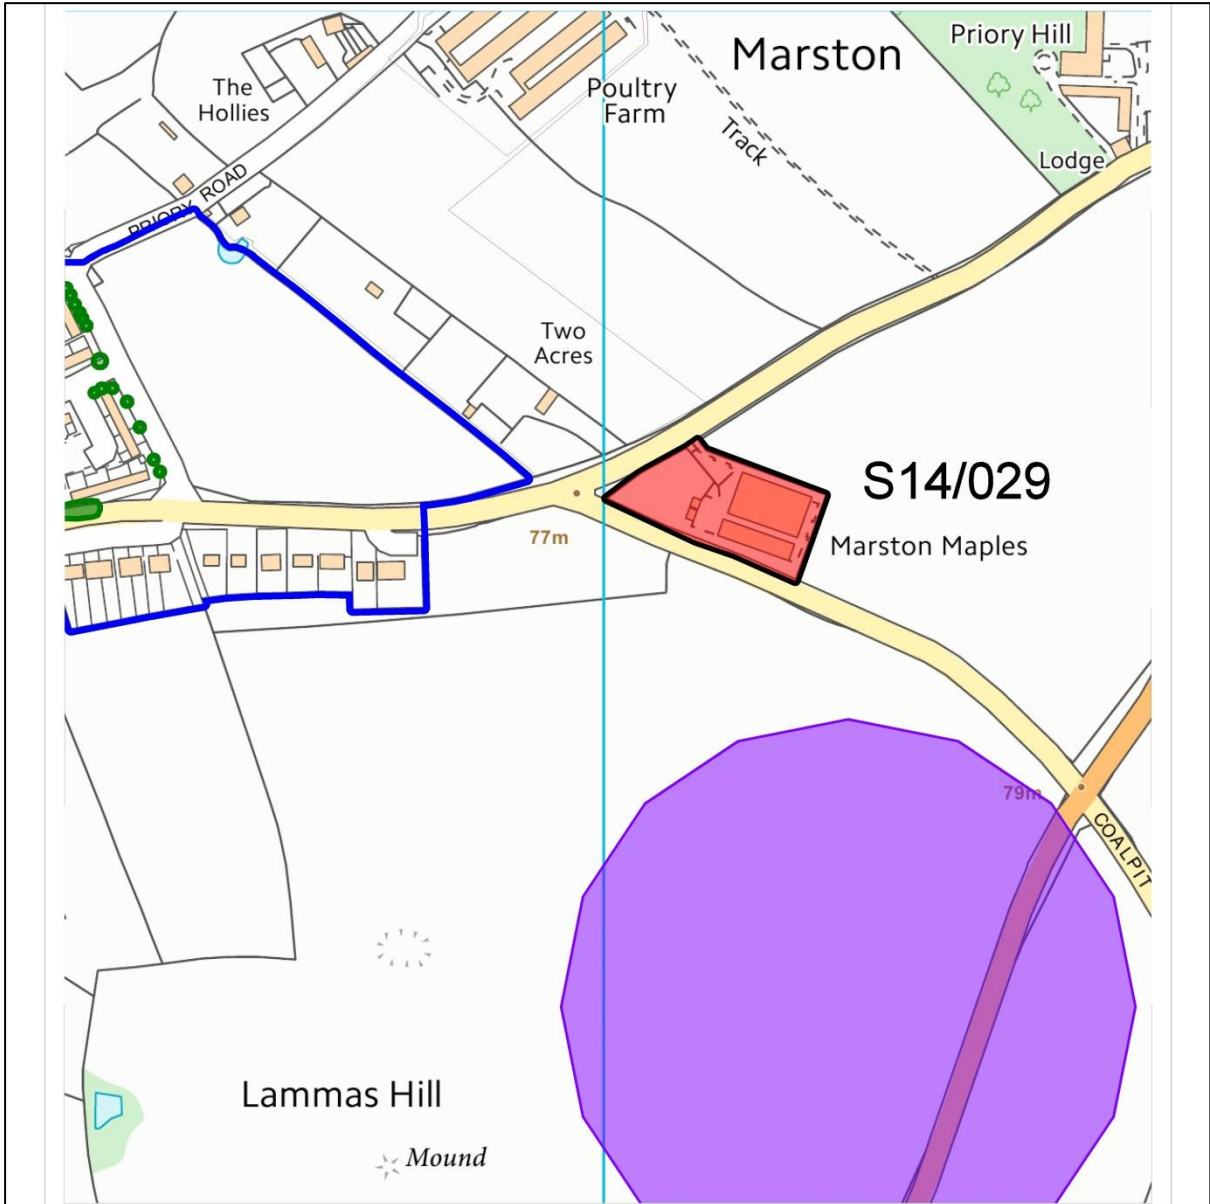 Marston
Priory Hill
The
Hollies
Poultry
Farm
Track
Lodge
PRIORY ROAD
Two
Acres
S14/029
77m
Marston Maples
79m
COALPIT
Lammas Hill
Mound